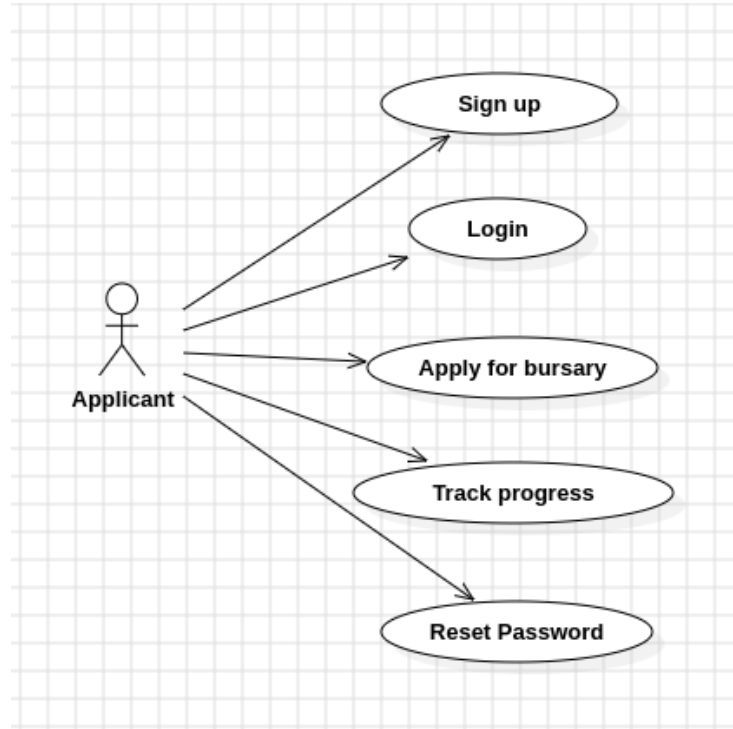 Sign up
Login
Apply for bursary
Applicant
Track progress
Reset Password